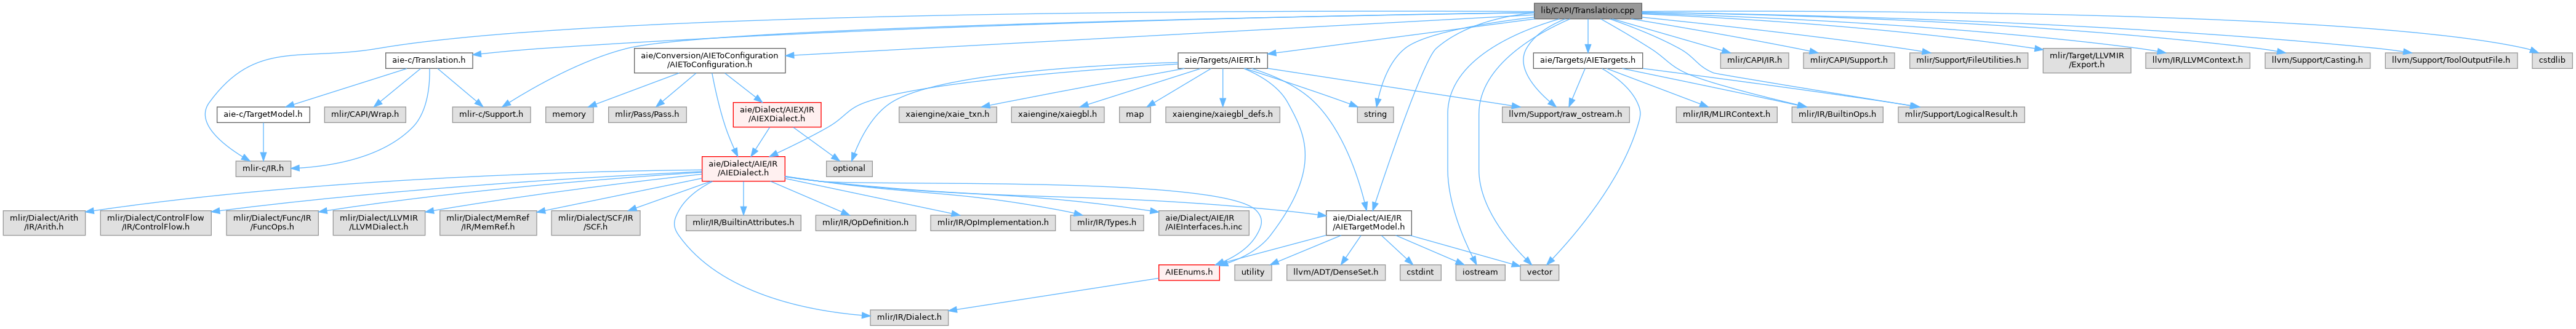 lib/CAPI/Translation.cpp
aie-c/Translation.h
aie/Conversion/AIEToConfiguration
/AIEToConfiguration.h
aie/Targets/AIERT.h
aie/Targets/AIETargets.h
mlir/CAPI/IR.h
mlir/CAPI/Support.h
mlir/Support/FileUtilities.h
mlir/Target/LLVMIR
/Export.h
llvm/IR/LLVMContext.h
llvm/Support/Casting.h
llvm/Support/ToolOutputFile.h
cstdlib
aie-c/TargetModel.h
mlir/CAPI/Wrap.h
mlir-c/Support.h
memory
mlir/Pass/Pass.h
aie/Dialect/AIEX/IR
/AIEXDialect.h
xaiengine/xaie_txn.h
xaiengine/xaiegbl.h
map
xaiengine/xaiegbl_defs.h
string
llvm/Support/raw_ostream.h
mlir/IR/MLIRContext.h
mlir/IR/BuiltinOps.h
mlir/Support/LogicalResult.h
mlir-c/IR.h
aie/Dialect/AIE/IR
/AIEDialect.h
optional
mlir/Dialect/Arith
/IR/Arith.h
mlir/Dialect/ControlFlow
/IR/ControlFlow.h
mlir/Dialect/Func/IR
/FuncOps.h
mlir/Dialect/LLVMIR
/LLVMDialect.h
mlir/Dialect/MemRef
/IR/MemRef.h
mlir/Dialect/SCF/IR
/SCF.h
mlir/IR/BuiltinAttributes.h
mlir/IR/OpDefinition.h
mlir/IR/OpImplementation.h
mlir/IR/Types.h
aie/Dialect/AIE/IR
/AIEInterfaces.h.inc
aie/Dialect/AIE/IR
/AIETargetModel.h
AIEEnums.h
utility
llvm/ADT/DenseSet.h
cstdint
iostream
vector
mlir/IR/Dialect.h